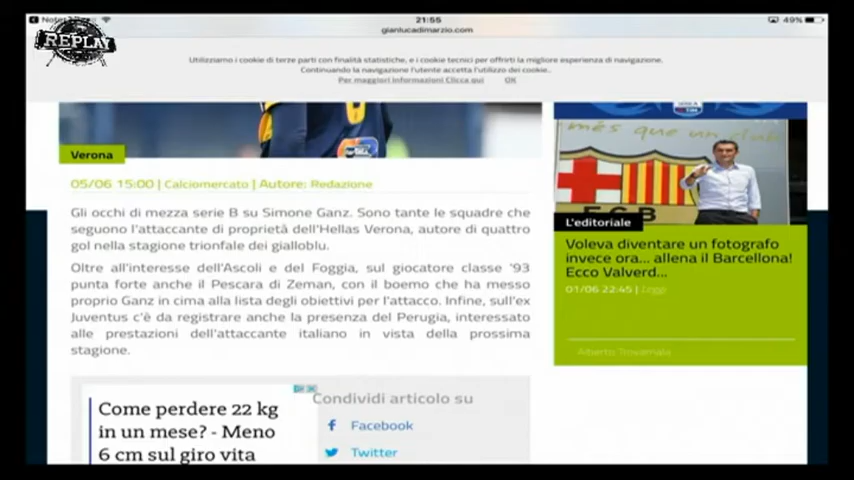 21:55
49%
gianlucadimarzio.com
REPLAY
Utilizziamo i cookie di terze parti con finalità statistiche, e i cookie tecnici per offrirti la migliore esperienza di navigazione.
Continuando la navigazione l'utente accetta l'utilizzo dei cookie..
Per maggiori Informazioni Clicca qui OK
Verona
05/06 15:00 | Calciomercato | Autore: Redazione
Gli occhi di mezza serie B su Simone Ganz. Sono tante le squadre che
seguono l'attaccante di proprietà dell'Hellas Verona, autore di quattro
gol nella stagione trionfale dei gialloblu.
Oltre all'interesse dell'Ascoli e del Foggia, sul giocatore classe '93
punta forte anche il Pescara di Zeman, con il boemo che ha messo
proprio Ganz in cima alla lista degli obiettivi per l'attacco. Infine, sull'ex
Juventus c'è da registrare anche la presenza del Perugia, interessato
alle prestazioni dell'attaccante italiano in vista della prossima
stagione.
Come perdere 22 kg
in un mese? - Meno
6 cm sul giro vita
Condividi articolo su
Facebook
Twitter
més que un club
FCB
L'editoriale
Voleva diventare un fotografo
invece ora... allena il Barcellona!
Ecco Valverd...
01/06 22:45 | Leggi